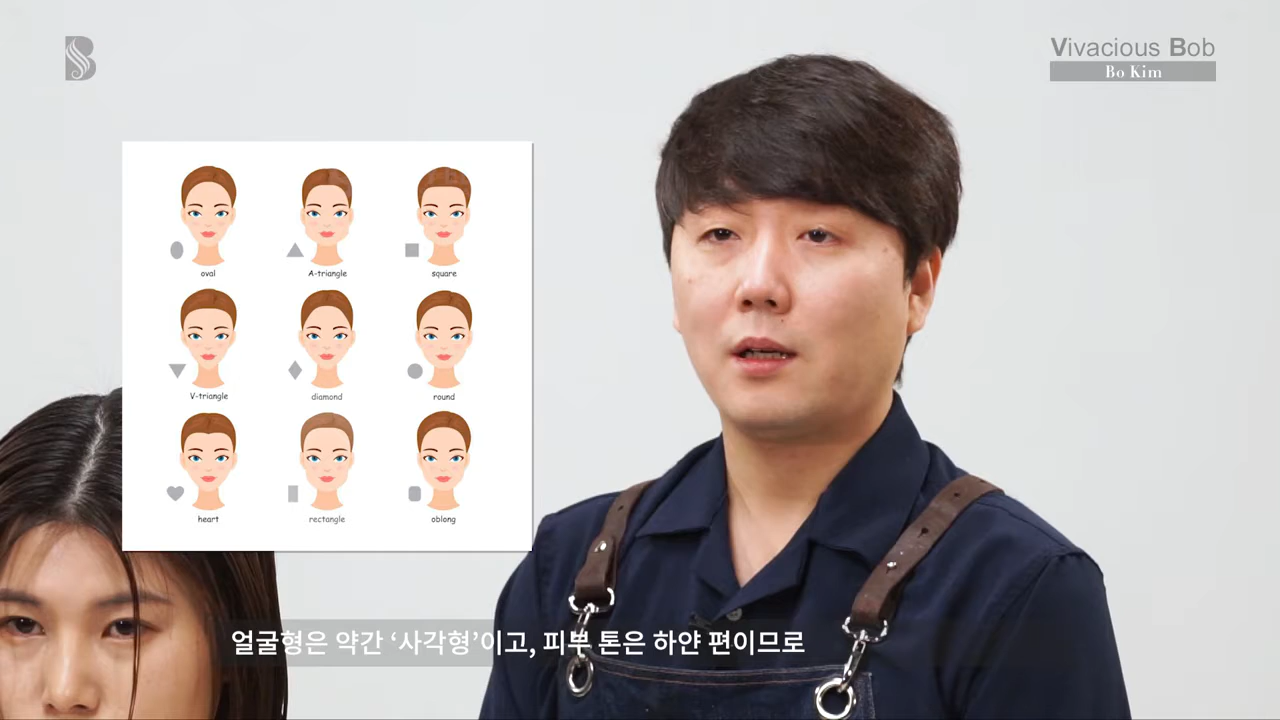 B
Vivacious Bob
Bo Kim
oval
A-triangle
square
V-triangle
diamond
round
heart
rectangle
oblong
얼굴형은 약간 ‘사각형’이고, 피부 톤은 하얀 편이므로